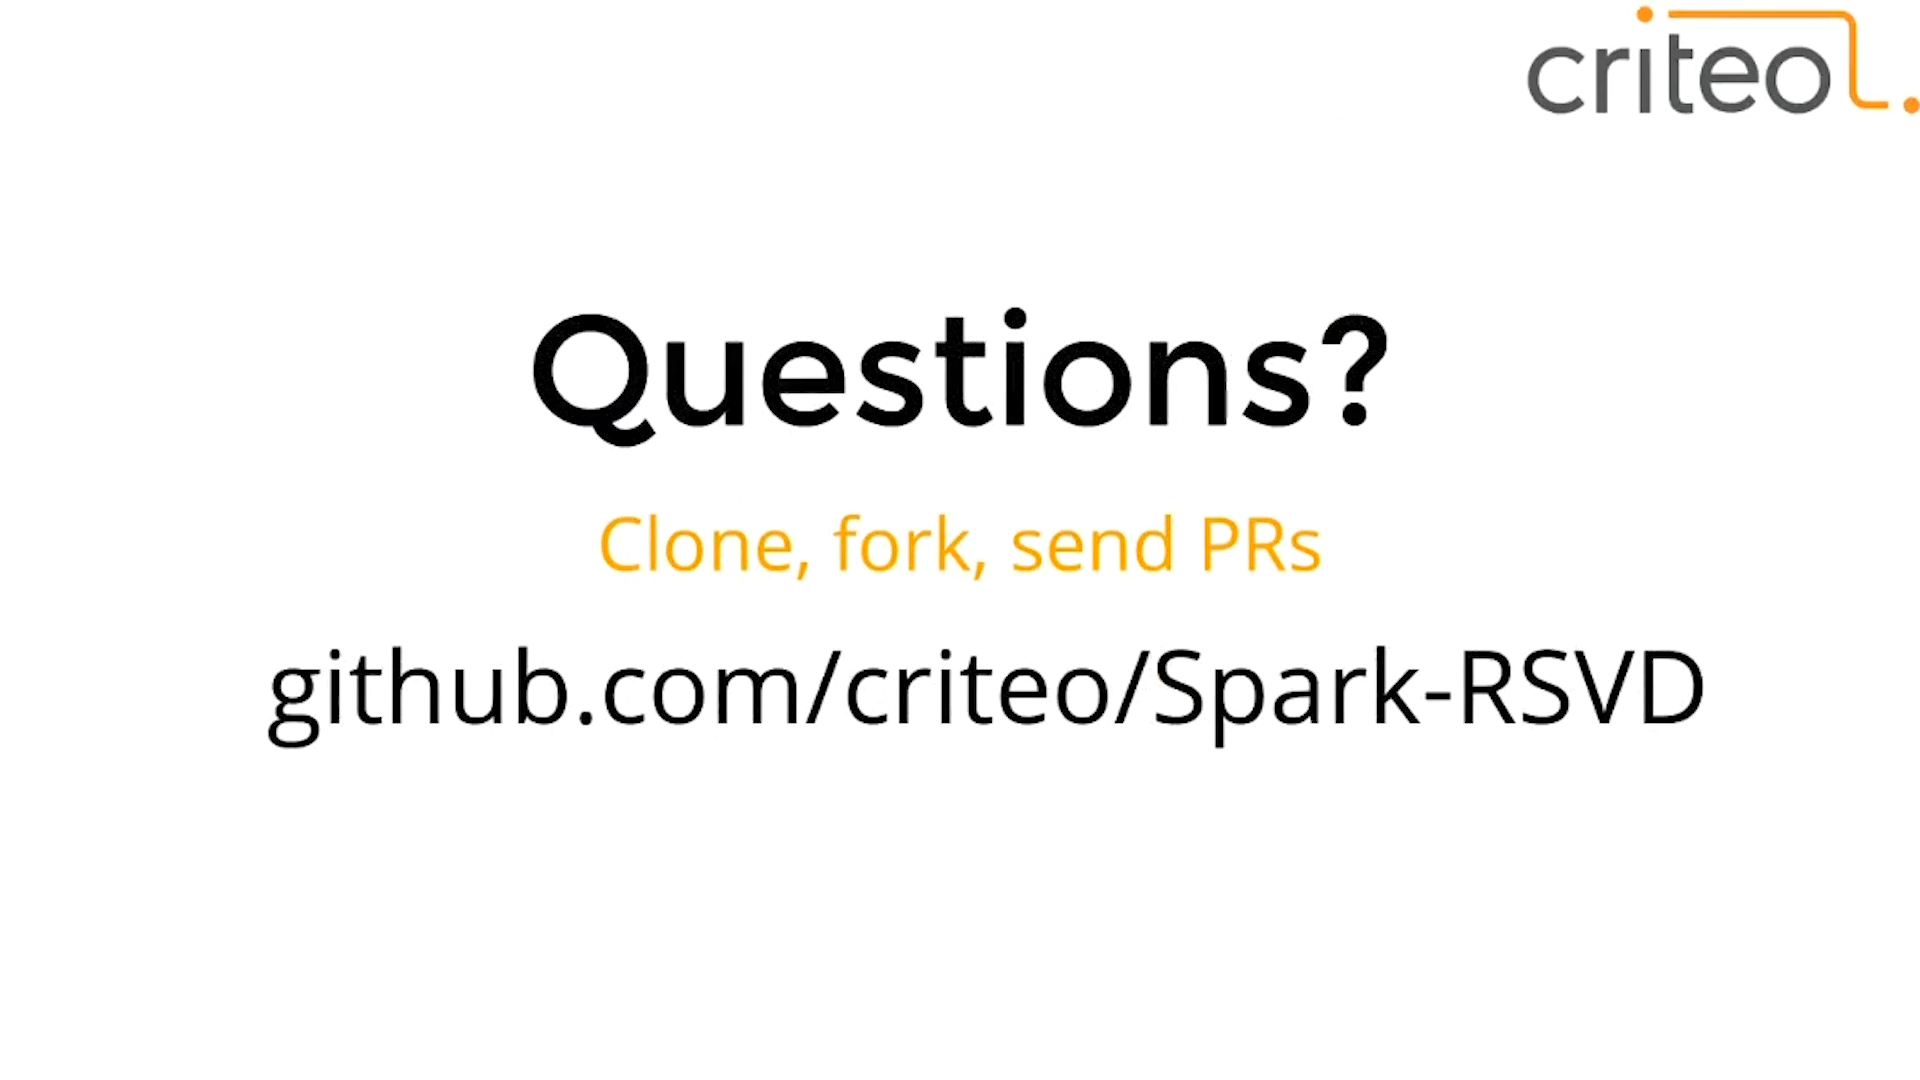 criteo
Questions?
Clone, fork, send PRs
github.com/criteo/Spark-RSVD